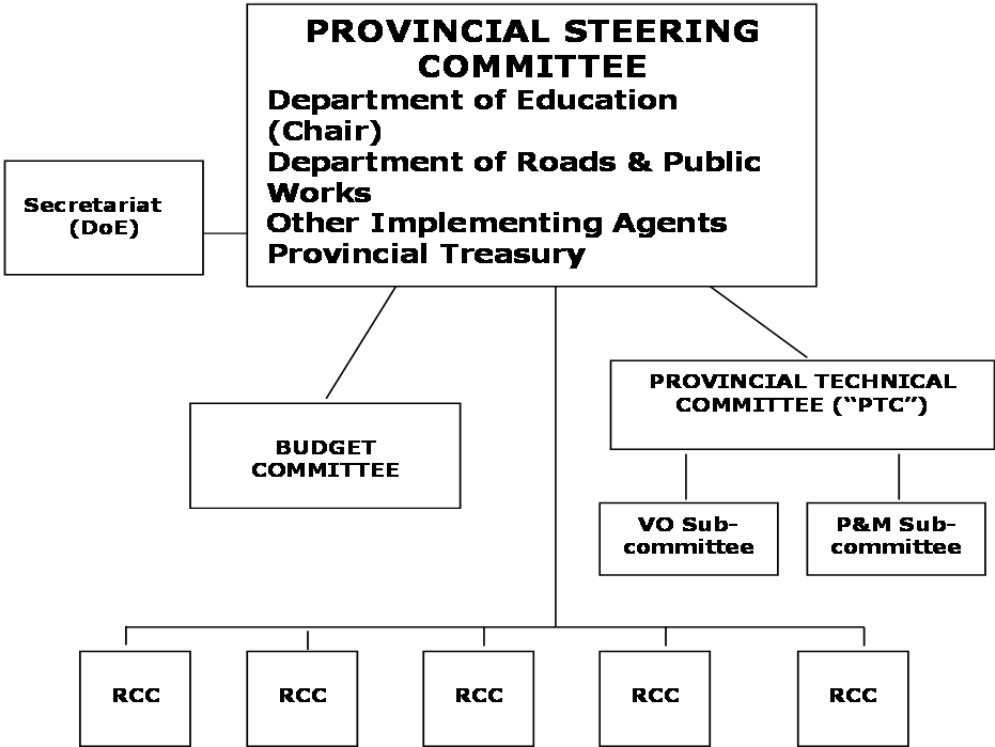 PROVINCIAL STEERING
COMMITTEE
Department of Education
(Chair)
Department of Roads & Public
Works
Other Implementing Agents
Provincial Treasury
Secretariat
(DoE)
PROVINCIAL TECHNICAL
COMMITTEE (“PTC”)
BUDGET
COMMITTEE
VO Sub-
committee
P&M Sub-
committee
RCC
RCC
RCC
RCC
RCC